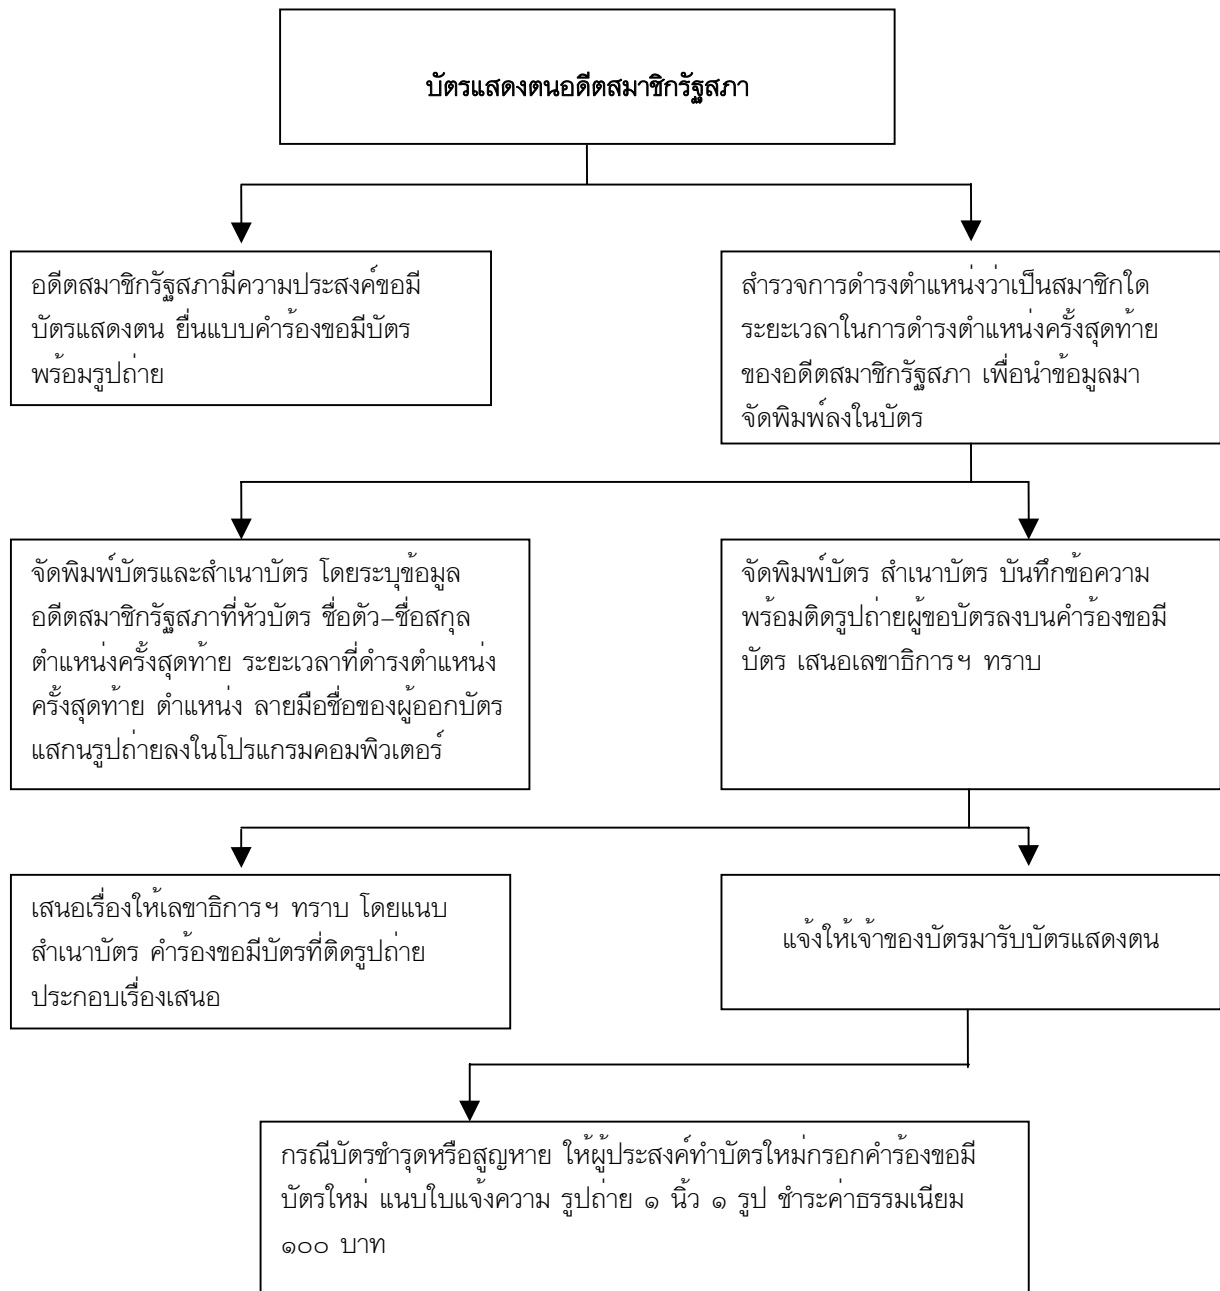 บัตรแสดงตนอดีตสมาชิกรัฐสภา
อดีตสมาชิกรัฐสภามีความประสงค์ขอมี
บัตรแสดงตน ยื่นแบบคำร้องขอมีบัตร
พร้อมรูปถ่าย
สำรวจการดำรงตำแหน่งว่าเป็นสมาชิกใด
ระยะเวลาในการดำรงตำแหน่งครั้งสุดท้าย
ของอดีตสมาชิกรัฐสภา เพื่อนำข้อมูลมา
จัดพิมพ์ลงในบัตร
จัดพิมพ์บัตรและสำเนาบัตร โดยระบุข้อมูล
อดีตสมาชิกรัฐสภาที่หัวบัตร ชื่อตัว-ชื่อสกุล
ตำแหน่งครั้งสุดท้าย ระยะเวลาที่ดำรงตำแหน่ง
ครั้งสุดท้าย ตำแหน่ง ลายมือชื่อของผู้ออกบัตร
แสกนรูปถ่ายลงในโปรแกรมคอมพิวเตอร์
จัดพิมพ์บัตร สำเนาบัตร บันทึกข้อความ
พร้อมติดรูปถ่ายผู้ขอบัตรลงบนคำร้องขอมี
บัตร เสนอเลขาธิการฯ ทราบ
เสนอเรื่องให้เลขาธิการฯ ทราบ โดยแนบ
สำเนาบัตร คำร้องขอมีบัตรที่ติดรูปถ่าย
ประกอบเรื่องเสนอ
แจ้งให้เจ้าของบัตรมารับบัตรแสดงตน
กรณีบัตรชำรุดหรือสูญหาย ให้ผู้ประสงค์ทำบัตรใหม่กรอกคำร้องขอมี
บัตรใหม่ แนบใบแจ้งความ รูปถ่าย ๑ นิ้ว ๑ รูป ชำระค่าธรรมเนียม
๑๐๐ บาท